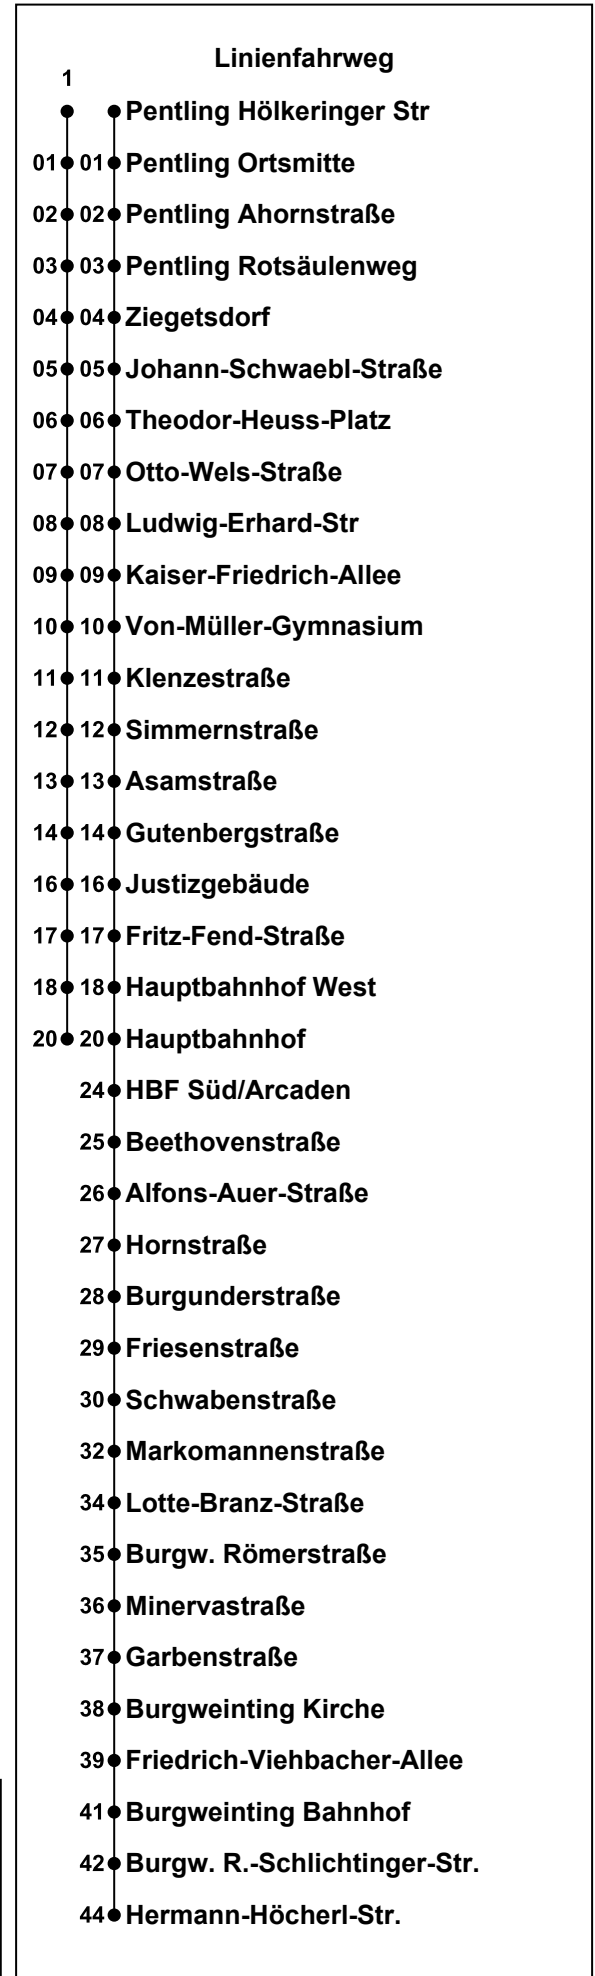 Linienfahrweg
1
Pentling Hölkeringer Str
01 01 Pentling Ortsmitte
02 02 Pentling Ahornstraße
03 03 Pentling Rotsäulenweg
04 04 Ziegetsdorf
05 05 Johann-Schwaebl-Straße
06 06 Theodor-Heuss-Platz
07 07 Otto-Wels-Straße
08 08 Ludwig-Erhard-Str
09 09 Kaiser-Friedrich-Allee
10 10 Von-Müller-Gymnasium
11 11 Klenzestraße
12 12 Simmernstraße
13 13 Asamstraße
14 14 Gutenbergstraße
16 16 Justizgebäude
17 17 Fritz-Fend-Straße
18 18 Hauptbahnhof West
20 20 Hauptbahnhof
24 HBF Süd/Arcaden
25 Beethovenstraße
26 Alfons-Auer-Straße
27 Hornstraße
28 Burgunderstraße
29 Friesenstraße
30 Schwabenstraße
32 Markomannenstraße
34 Lotte-Branz-Straße
35 Burgw. Römerstraße
36 Minervastraße
37 Garbenstraße
38 Burgweinting Kirche
39 Friedrich-Viehbacher-Allee
41 Burgweinting Bahnhof
42 Burgw. R.-Schlichtinger-Str.
44 Hermann-Höcherl-Str.